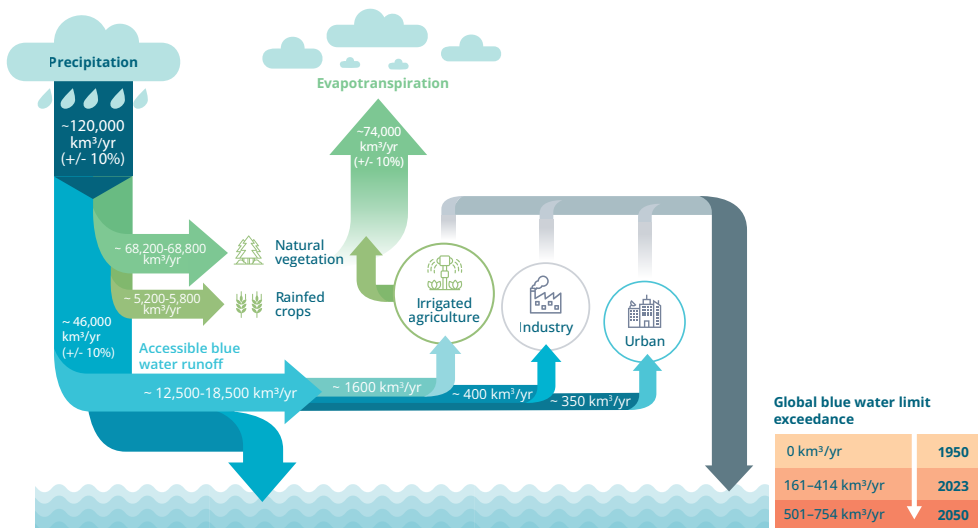 Precipitation
~120,000
km³/yr
(+/- 10%)
Evapotranspiration
~74,000
km³/yr
(+/- 10%)
~ 68,200-68,800
km³/yr
Natural
vegetation
~ 5,200-5,800
km³/yr
Rainfed
crops
~ 46,000
km³/yr
(+/- 10%)
Accessible blue
water runoff
~ 12,500-18,500 km³/yr
~ 1600 km³/yr
~ 400 km³/yr
~ 350 km³/yr
Irrigated
agriculture
Industry
Urban
Global blue water limit
exceedance
0 km³/yr 1950
161–414 km³/yr 2023
501–754 km³/yr 2050